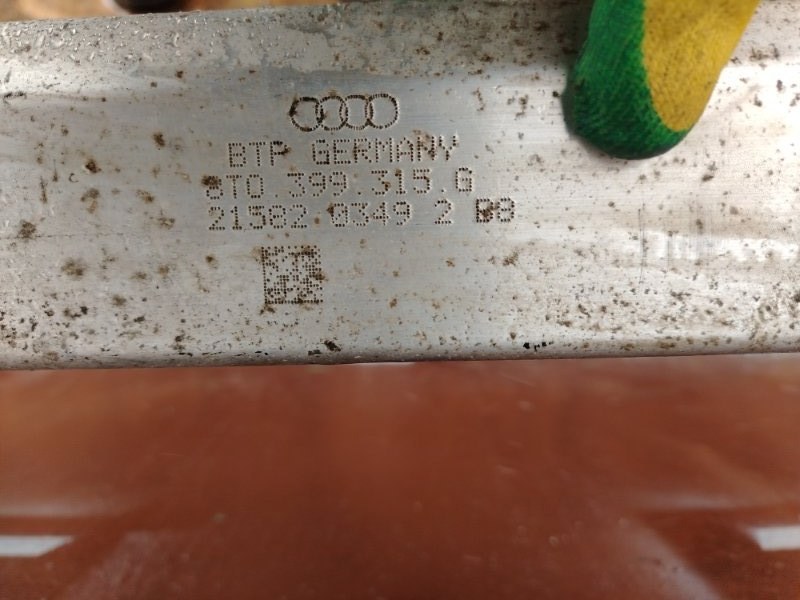 BTP GERMANY
8T0 399 315 G
21582 0349 2 B8